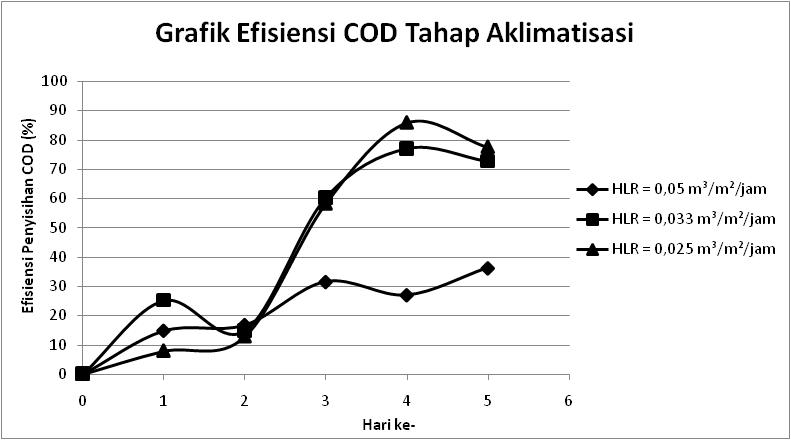 Grafik Efisiensi COD Tahap Aklimatisasi
Efisiensi Penyisihan COD (%)
100
90
80
70
60
50
40
30
20
10
0
0 1 2 3 4 5 6
Hari ke-
HLR = 0,05 m³/m²/jam
HLR = 0,033 m³/m²/jam
HLR = 0,025 m³/m²/jam